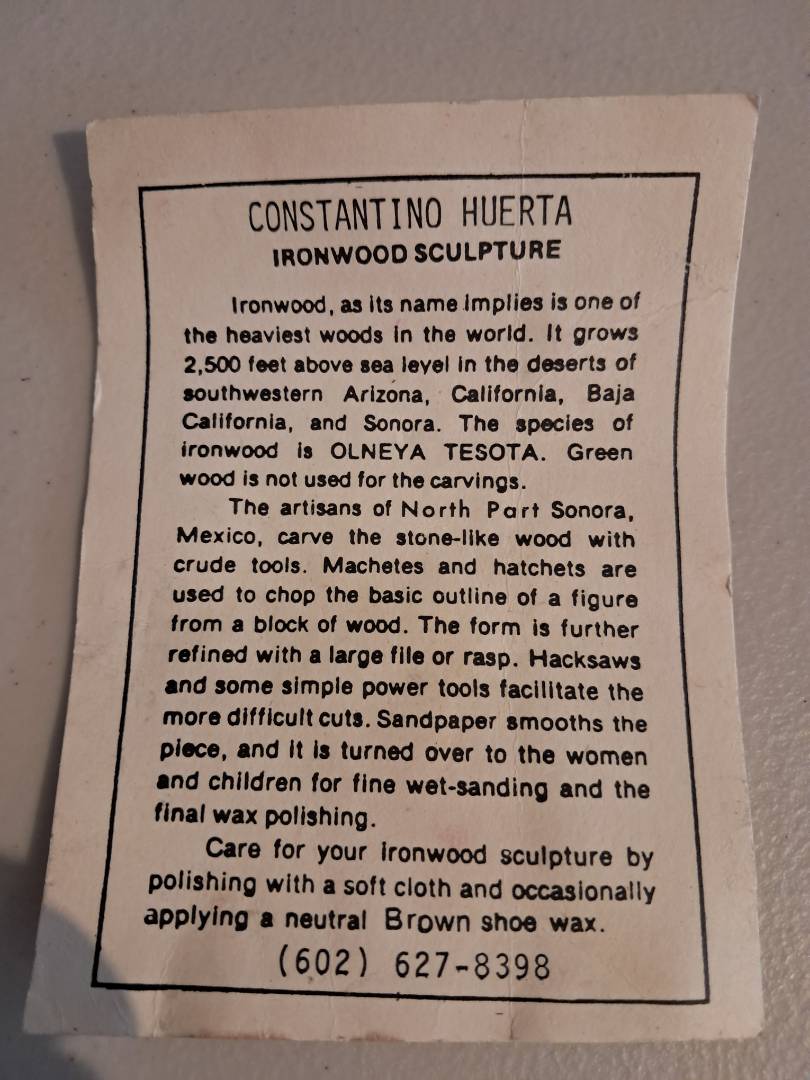 CONSTANTINO HUERTA
IRONWOOD SCULPTURE
Ironwood, as its name implies is one of
the heaviest woods in the world. It grows
2,500 feet above sea level in the deserts of
southwestern Arizona, California, Baja
California, and Sonora. The species of
ironwood is OLNEYA TESOTA. Green
wood is not used for the carvings.
The artisans of North Part Sonora,
Mexico, carve the stone-like wood with
crude tools. Machetes and hatchets are
used to chop the basic outline of a figure
from a block of wood. The form is further
refined with a large file or rasp. Hacksaws
and some simple power tools facilitate the
more difficult cuts. Sandpaper smooths the
piece, and it is turned over to the women
and children for fine wet-sanding and the
final wax polishing.
Care for your ironwood sculpture by
polishing with a soft cloth and occasionally
applying a neutral Brown shoe wax.
(602) 627-8398